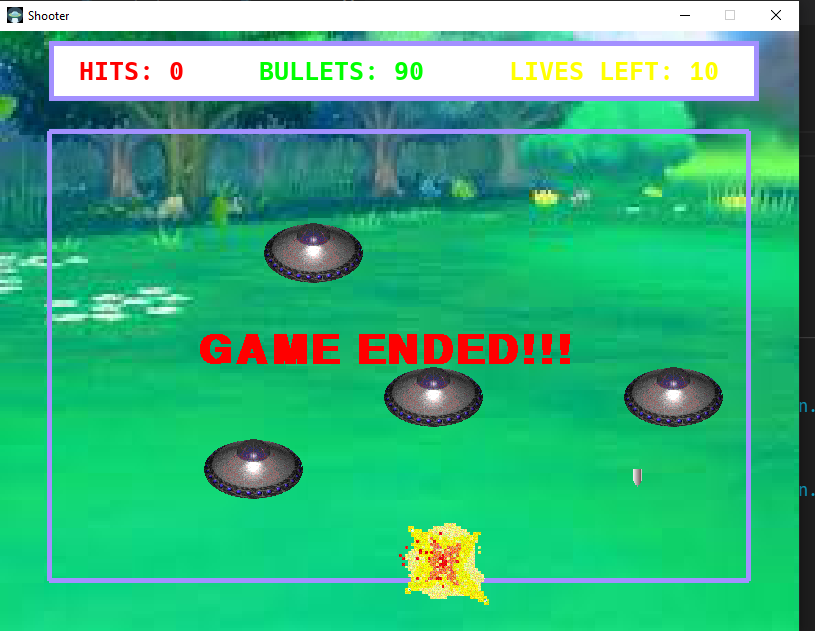 Shooter
HITS: 0 BULLETS: 90 LIVES LEFT: 10
GAME ENDED!!!
n.
n.